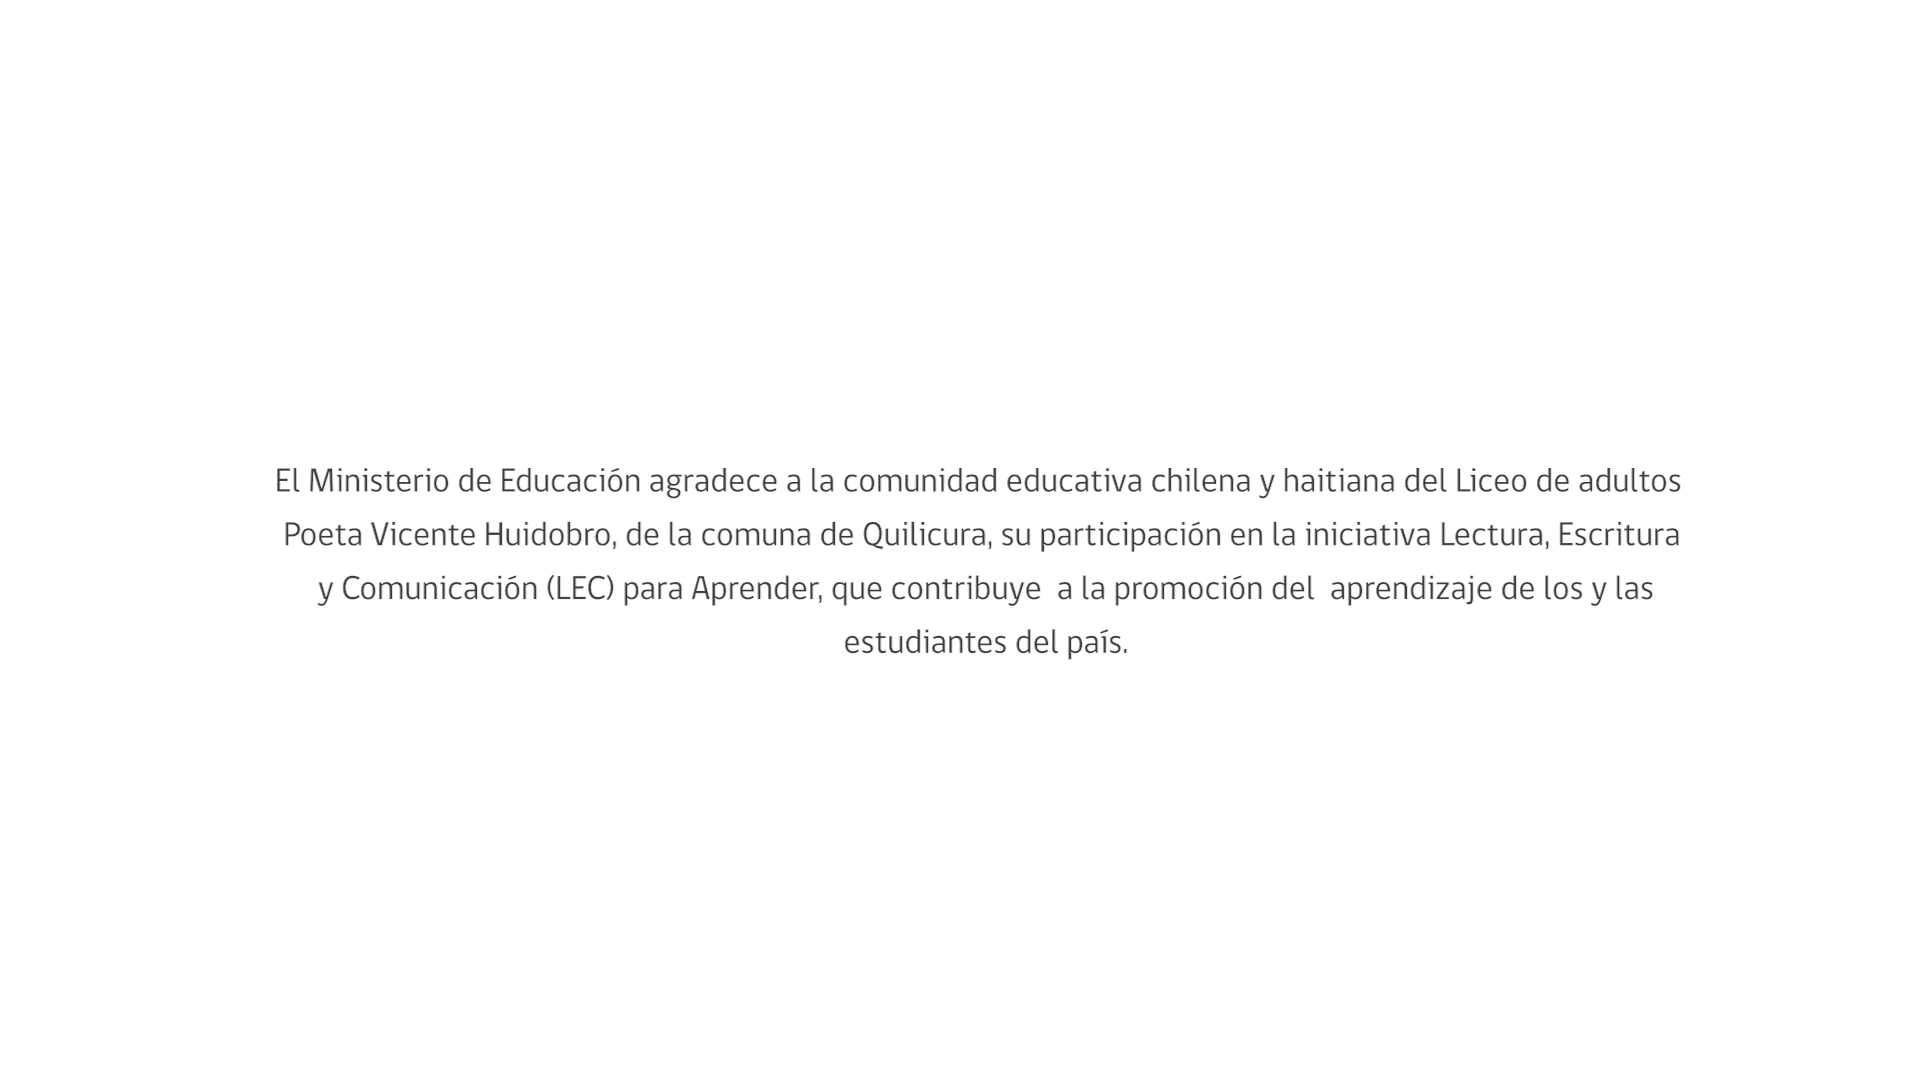 El Ministerio de Educación agradece a la comunidad educativa chilena y haitiana del Liceo de adultos
Poeta Vicente Huidobro, de la comuna de Quilicura, su participación en la iniciativa Lectura, Escritura
y Comunicación (LEC) para Aprender, que contribuye  a la promoción del  aprendizaje de los y las
estudiantes del país.